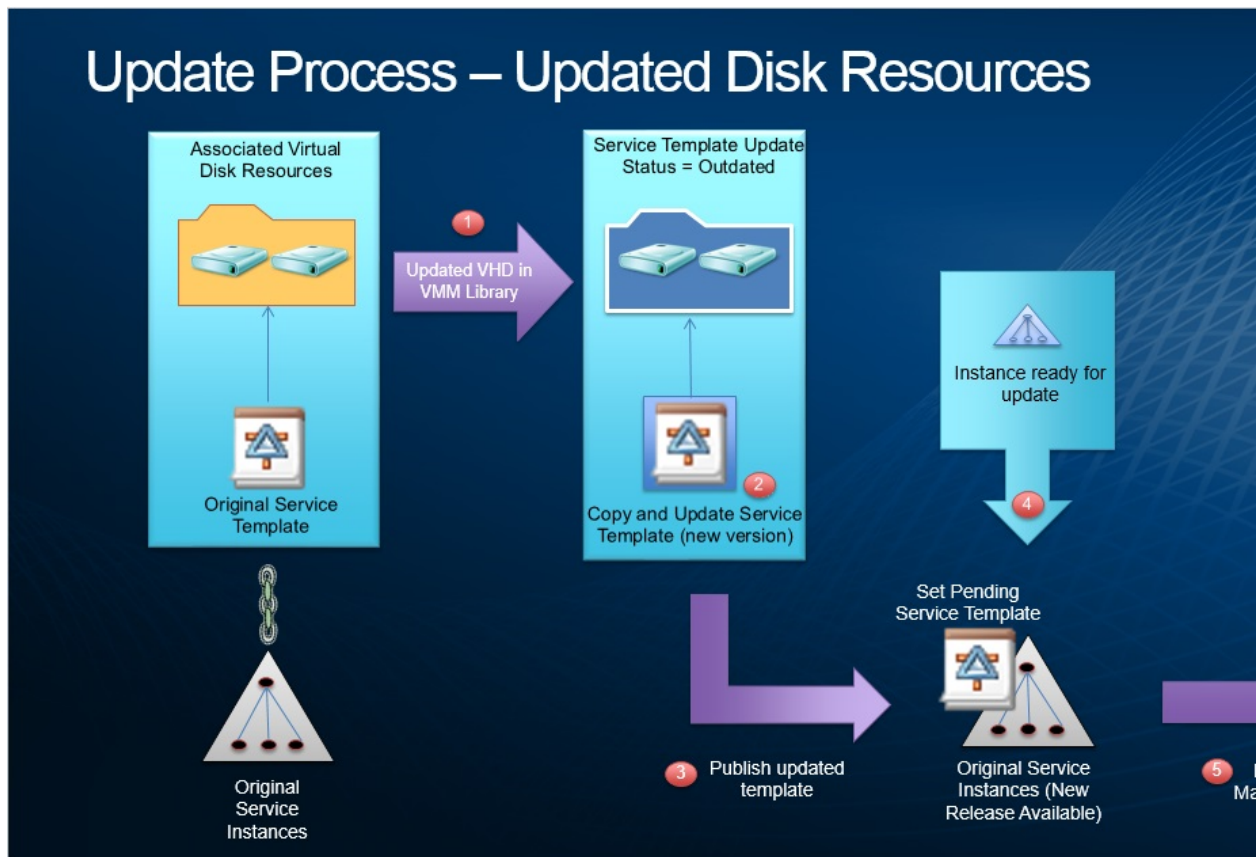 Update Process – Updated Disk Resources
Associated Virtual
Disk Resources
Original Service
Template
Original
Service
Instances
1
Updated VHD in
VMM Library
Service Template Update
Status = Outdated
2
Copy and Update Service
Template (new version)
3
Publish updated
template
Instance ready for
update
4
Set Pending
Service Template
Original Service
Instances (New
Release Available)
5
Ma